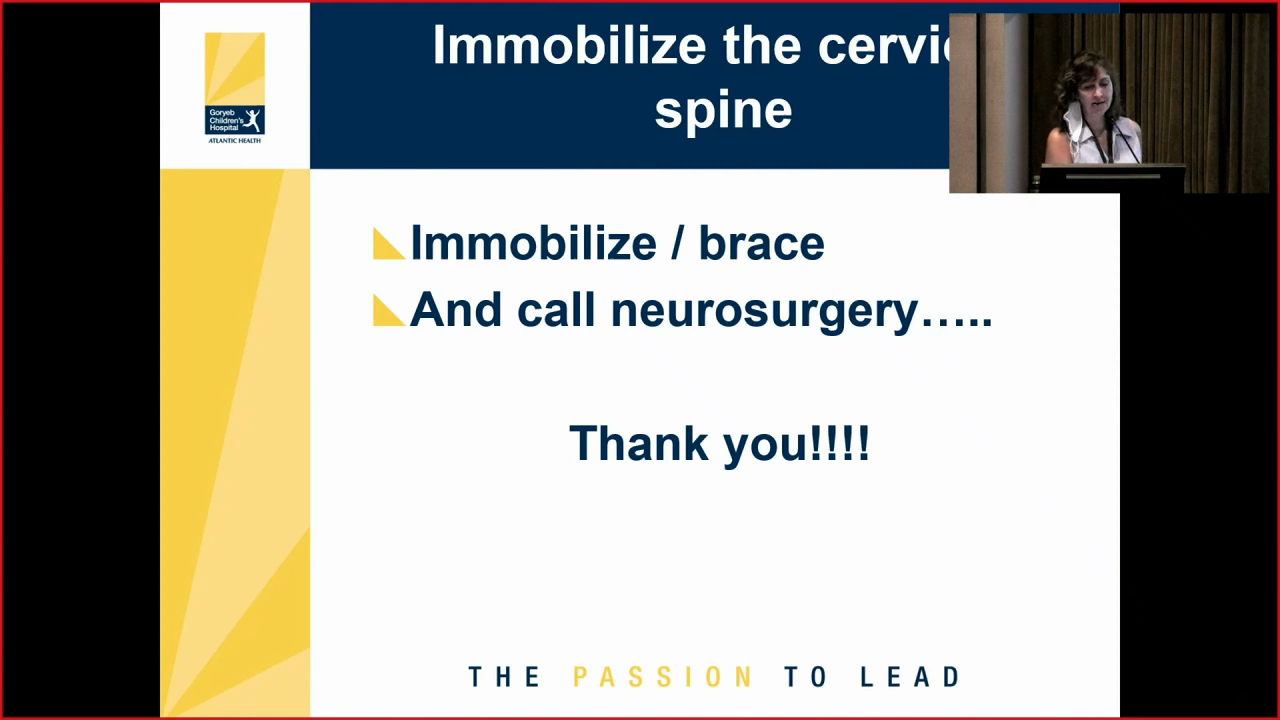 Immobilize the cervic
spine
Goryeb
Children's
Hospital
ATLANTIC HEALTH
Immobilize / brace
And call neurosurgery…..
Thank you!!!!
THE PASSION TO LEAD